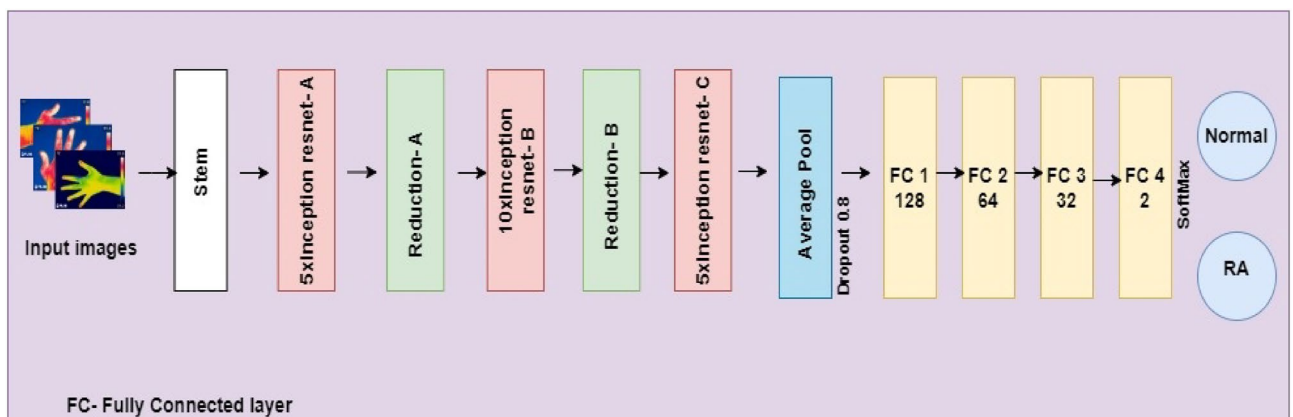 Input images
Stem
5xInception resnet- A
Reduction- A
10xInception
resnet- B
Reduction- B
5xInception resnet- C
Average Pool
Dropout 0.8
FC 1
128
FC 2
64
FC 3
32
FC 4
2
SoftMax
Normal
RA
FC- Fully Connected layer